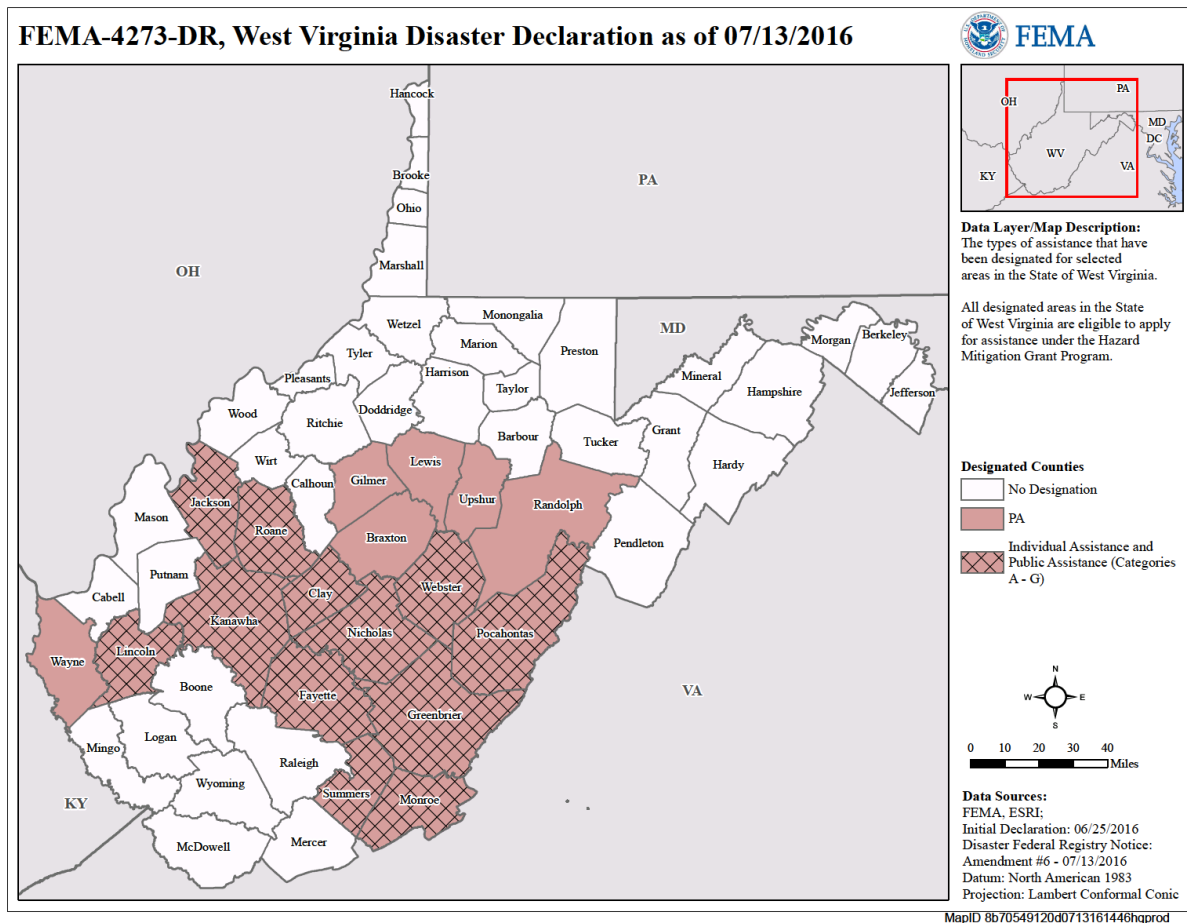 FEMA-4273-DR, West Virginia Disaster Declaration as of 07/13/2016
U.S. DEPARTMENT OF HOMELAND SECURITY
FEMA
Hancock
Brooke
Ohio
Marshall
PA
OH
Wetzel
Monongalia
MD
Marion
Preston
Morgan
Berkeley
Tyler
Harrison
Pleasants
Taylor
Mineral
Hampshire
Jefferson
Wood
Doddridge
Ritchie
Barbour
Tucker
Grant
Wirt
Lewis
Hardy
Calhoun
Gilmer
Jackson
Upshur
Randolph
Mason
Roane
Braxton
Pendleton
Putnam
Webster
Cabell
Clay
Kanawha
Nicholas
Pocahontas
Lincoln
Wayne
Boone
Fayette
VA
Greenbrier
Logan
Mingo
Raleigh
Wyoming
Summers
Monroe
KY
McDowell
Mercer
PA
OH
MD
DC
WV
VA
KY
Data Layer/Map Description:
The types of assistance that have
been designated for selected
areas in the State of West Virginia.
All designated areas in the State
of West Virginia are eligible to apply
for assistance under the Hazard
Mitigation Grant Program.
Designated Counties
No Designation
PA
Individual Assistance and
Public Assistance (Categories
A - G)
N
W E
S
0 10 20 30 40
Miles
Data Sources:
FEMA, ESRI;
Initial Declaration: 06/25/2016
Disaster Federal Registry Notice:
Amendment #6 - 07/13/2016
Datum: North American 1983
Projection: Lambert Conformal Conic
MapID 8b70549120d0713161446hqprod